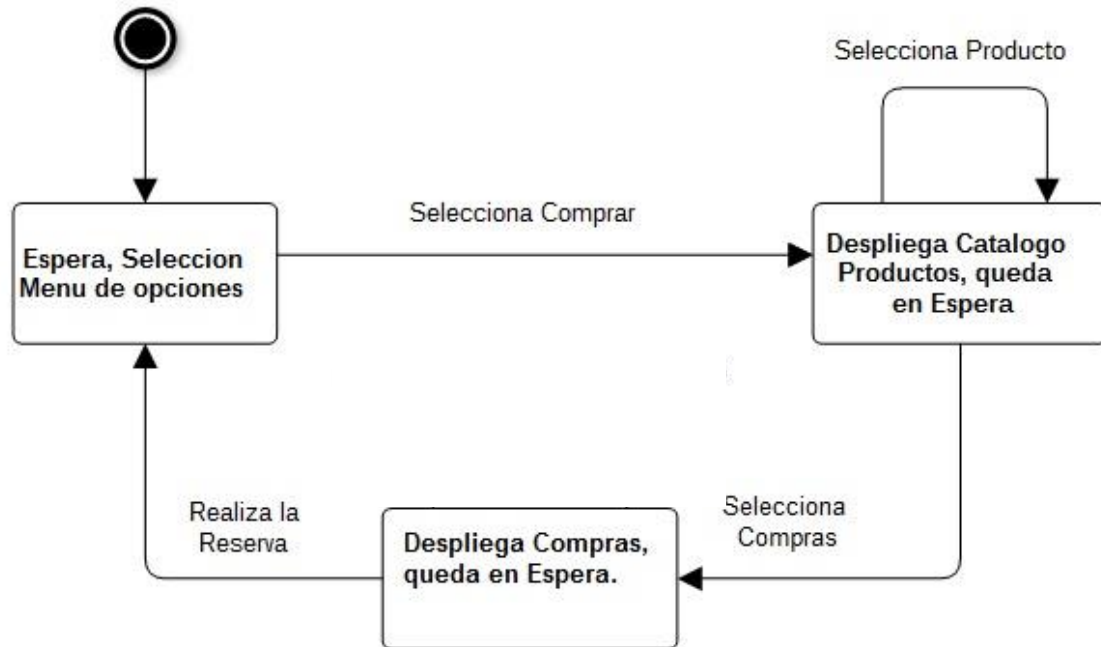 Selecciona Producto
Selecciona Comprar
Espera, Seleccion
Menu de opciones
Despliega Catalogo
Productos, queda
en Espera
Realiza la
Reserva
Despliega Compras,
queda en Espera.
Selecciona
Compras